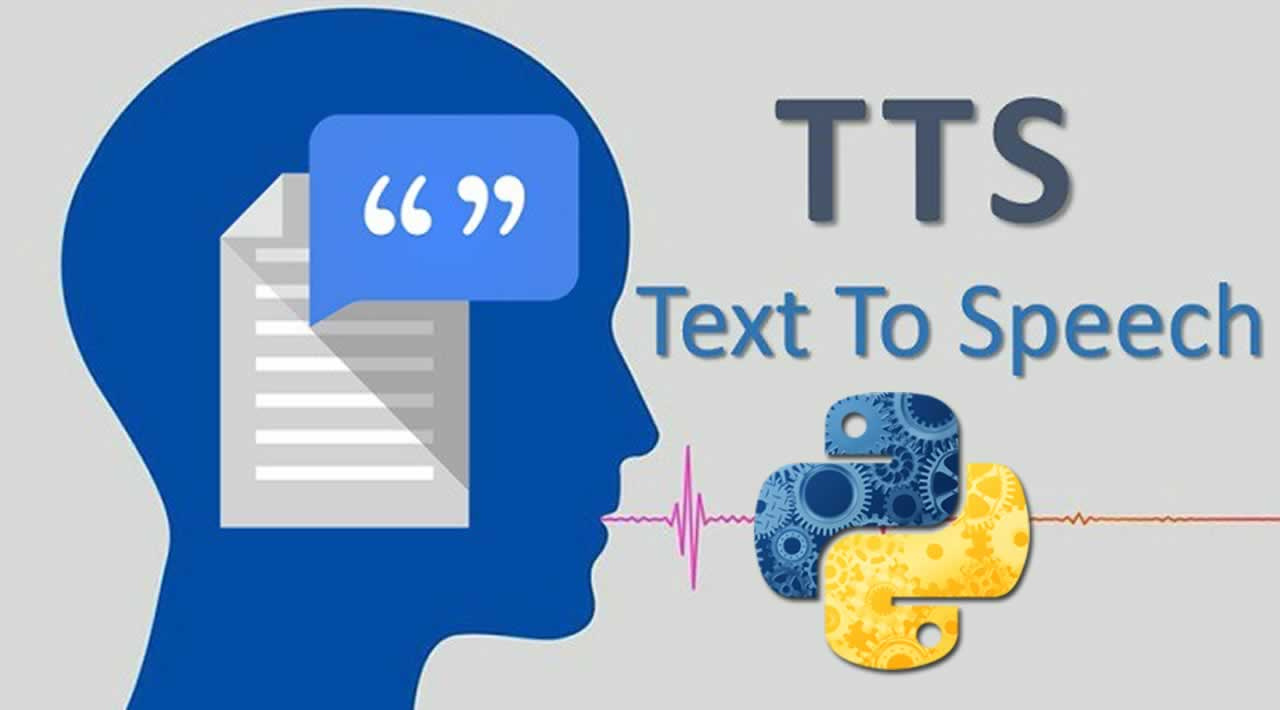 “ ”
TTS
Text To Speech